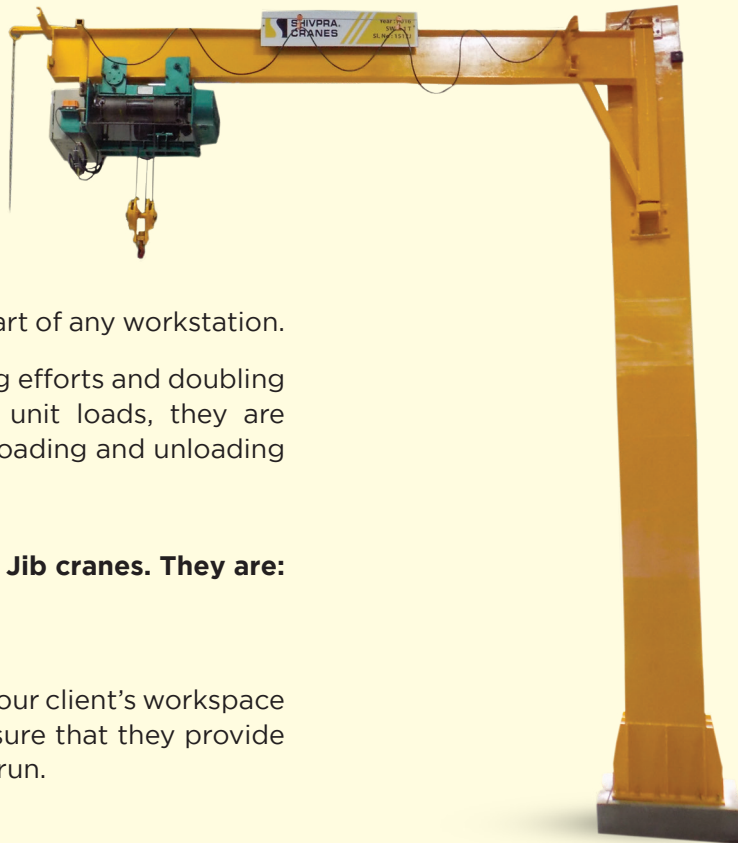 SHIVPRA
CRANES
art of any workstation.
g efforts and doubling
unit loads, they are
oading and unloading
Jib cranes. They are:
our client's workspace
sure that they provide
run.